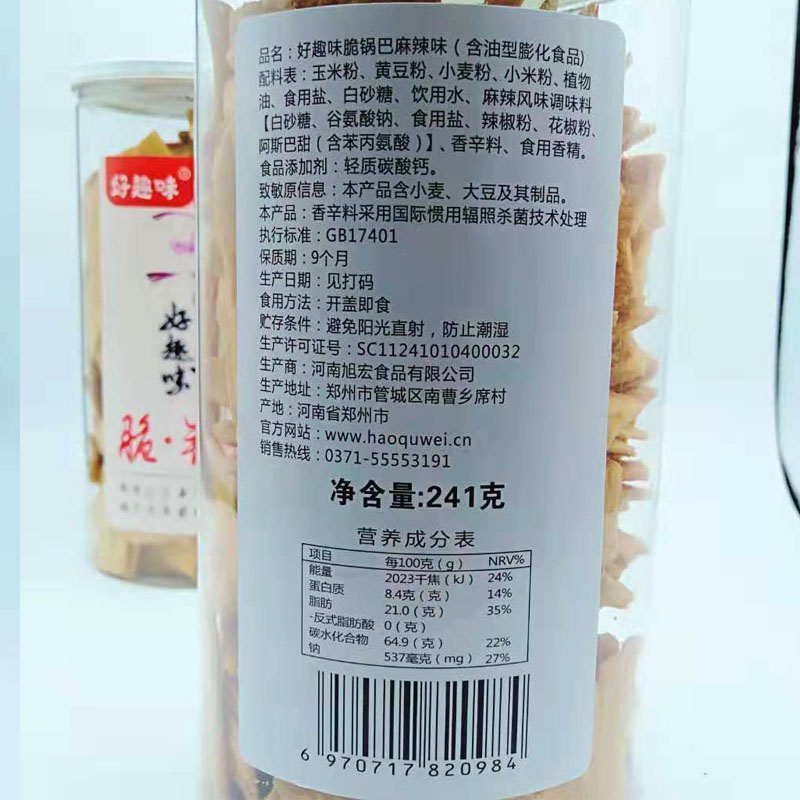 品名：好趣味脆锅巴麻辣味（含油型膨化食品)
配料表：玉米粉、黄豆粉、小麦粉、小米粉、植物
油、食用盐、白砂糖、饮用水、麻辣风味调味料
【白砂糖、谷氨酸钠、食用盐、辣椒粉、花椒粉、
阿斯巴甜（含苯丙氨酸）】、香辛料、食用香精。
食品添加剂：轻质碳酸钙。
致敏原信息：本产品含小麦、大豆及其制品。
本产品：香辛料采用国际惯用辐照杀菌技术处理
执行标准：GB17401
保质期：9个月
生产日期：见打码
食用方法：开盖即食
贮存条件：避免阳光直射，防止潮湿
生产许可证号：SC11241010400032
生产商：河南旭宏食品有限公司
生产地址：郑州市管城区南曹乡席村
产地：河南省郑州市
官方网站：www.haoquwei.cn
销售热线：0371-55553191
净含量:241克
营养成分表
项目 每100克（g） NRV%
能量 2023千焦（kJ） 24%
蛋白质 8.4克（g） 14%
脂肪 21.0（克） 35%
-反式脂肪酸 0（克）
碳水化合物 64.9（克） 22%
钠 537毫克（mg） 27%
6 970717 820984
好趣味®
好趣味
脆·